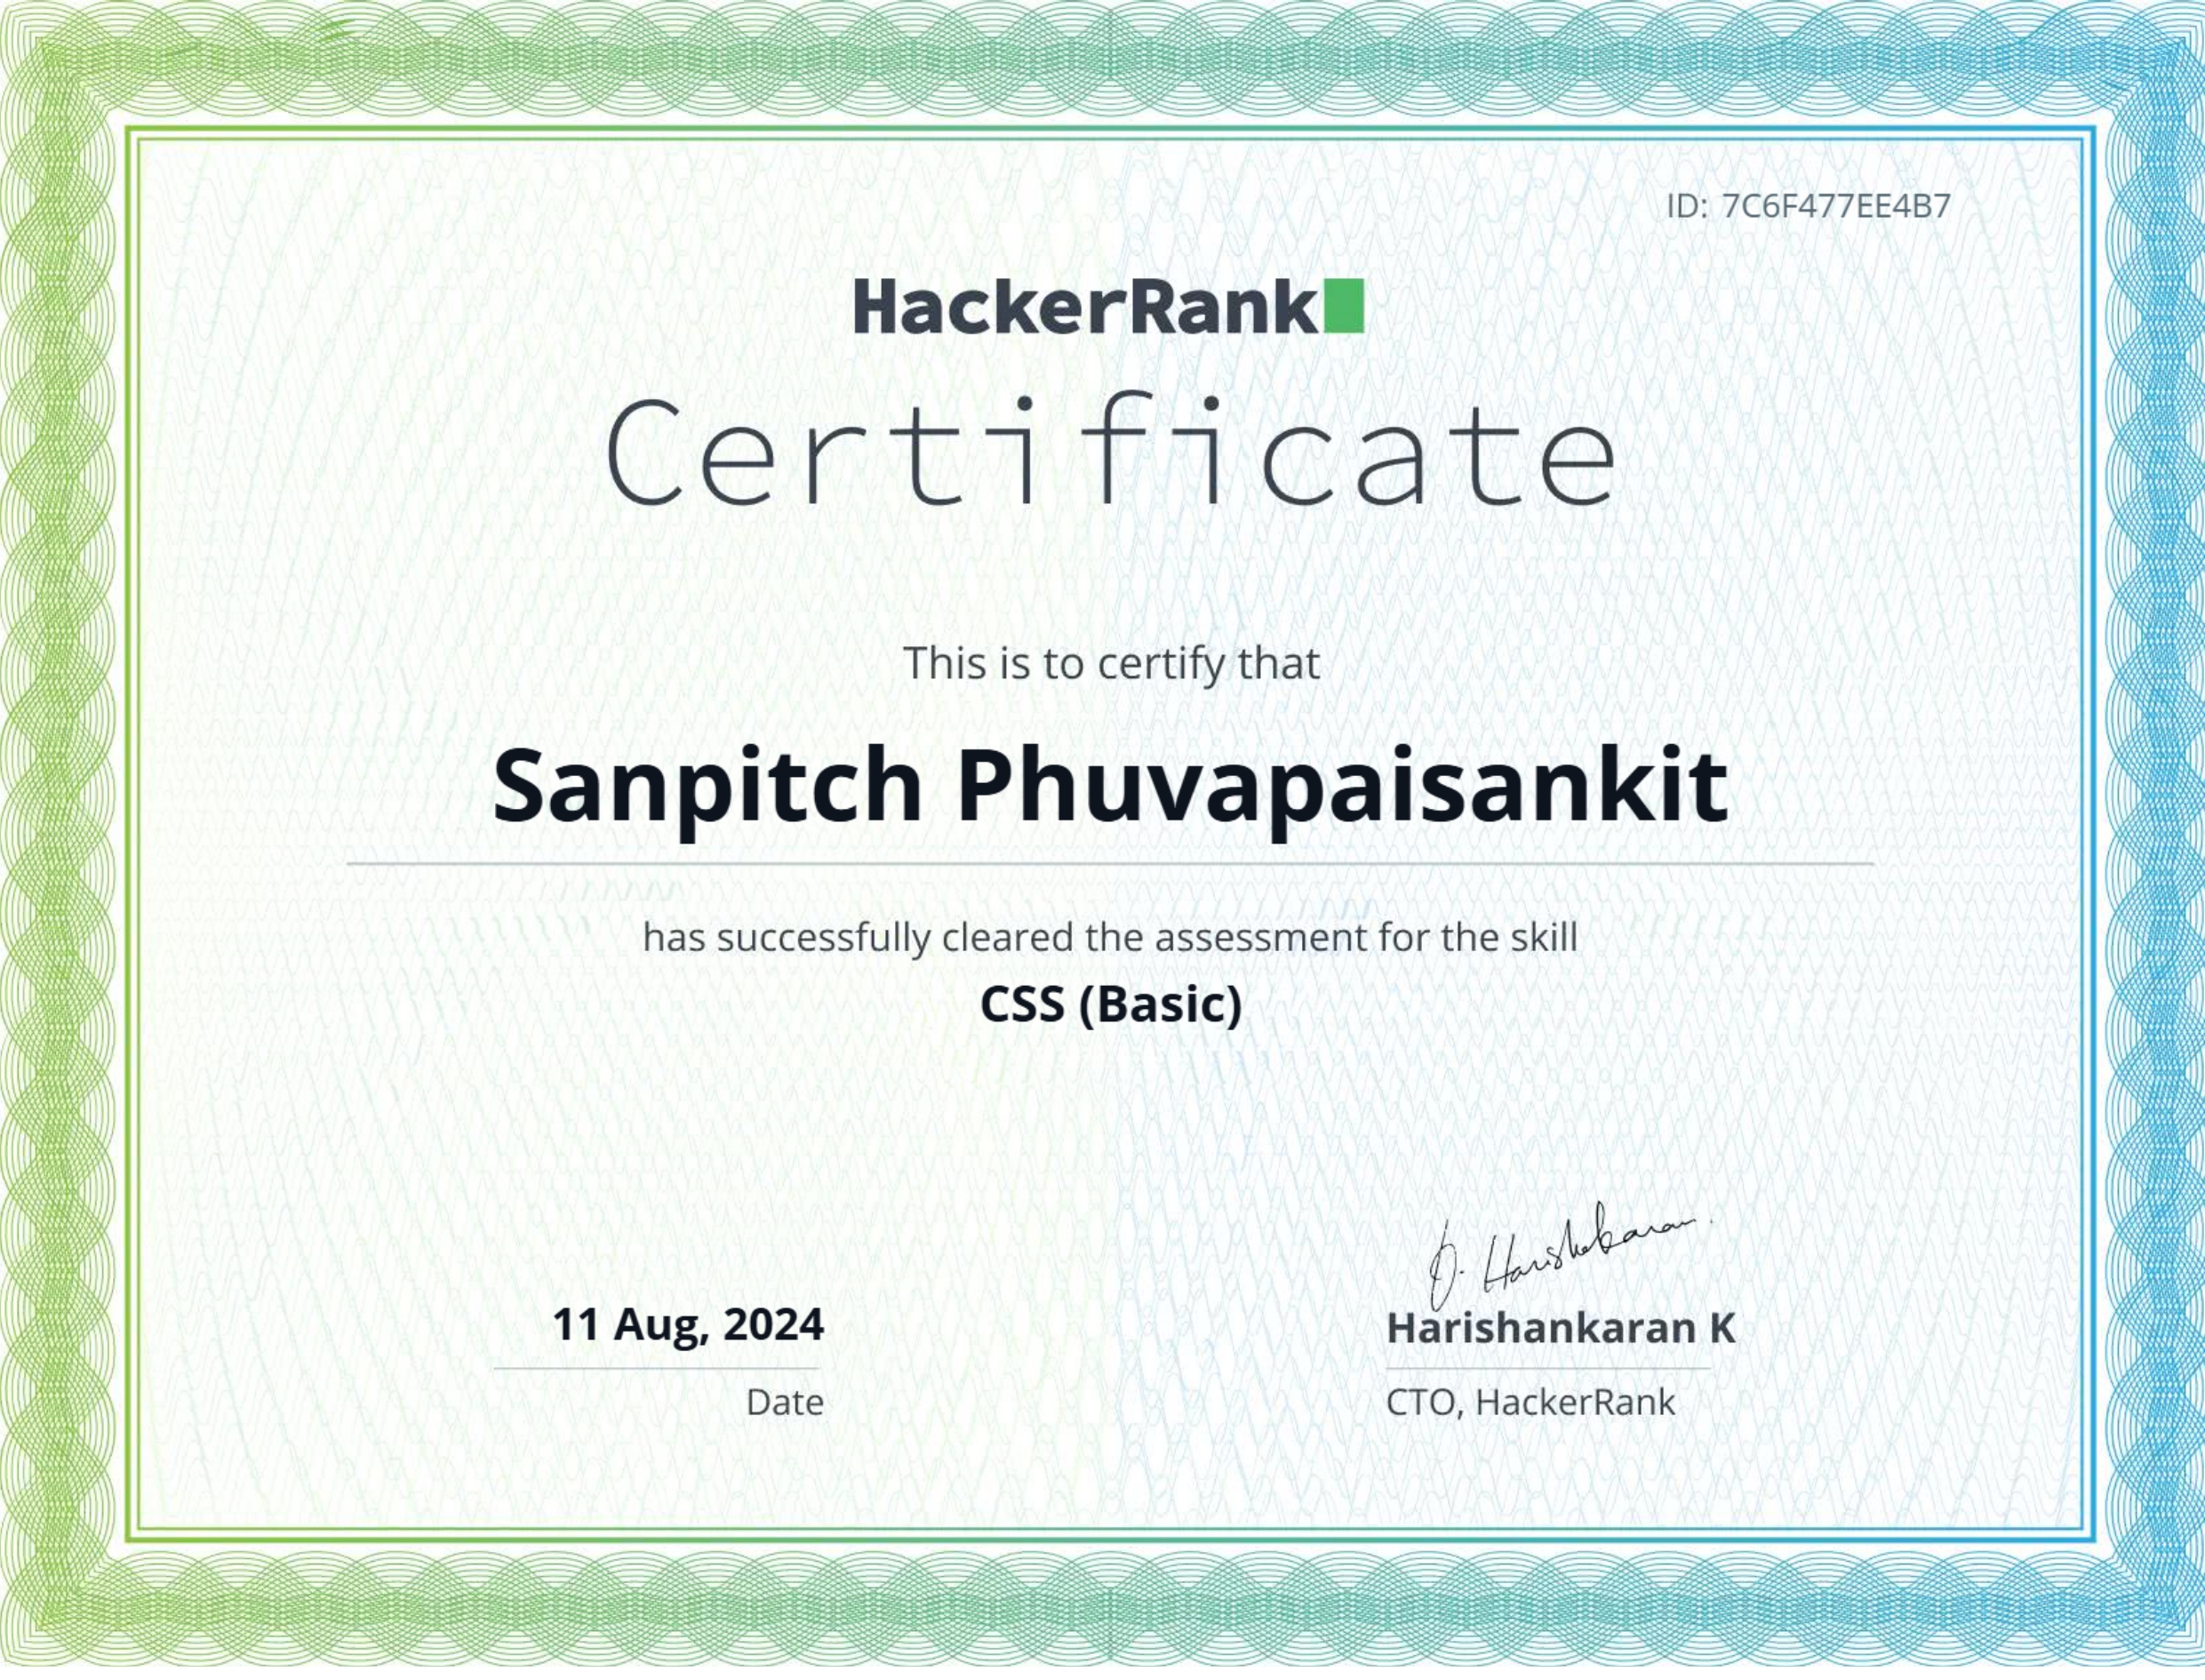 ID: 7C6F477EE4B7
HackerRank
Certificate
This is to certify that
Sanpitch Phuvapaisankit
has successfully cleared the assessment for the skill
CSS (Basic)
D. Harishankaran
11 Aug, 2024
Harishankaran K
Date
CTO, HackerRank